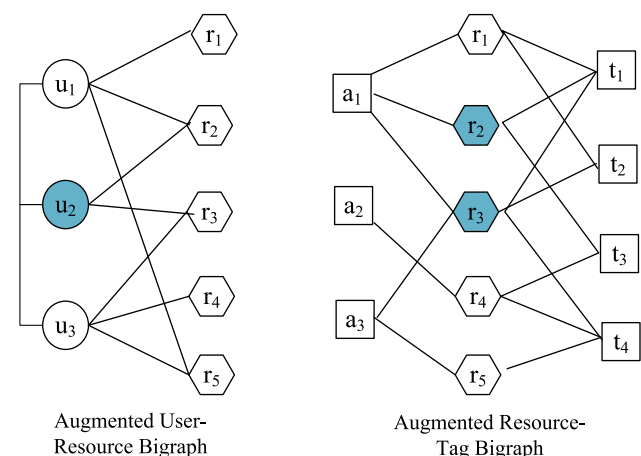 r1
u1
r2
u2
r3
r4
u3
r5
Augmented User-
Resource Bigraph
r1
t1
a1
r2
t2
r3
a2
t3
r4
a3
t4
r5
Augmented Resource-
Tag Bigraph